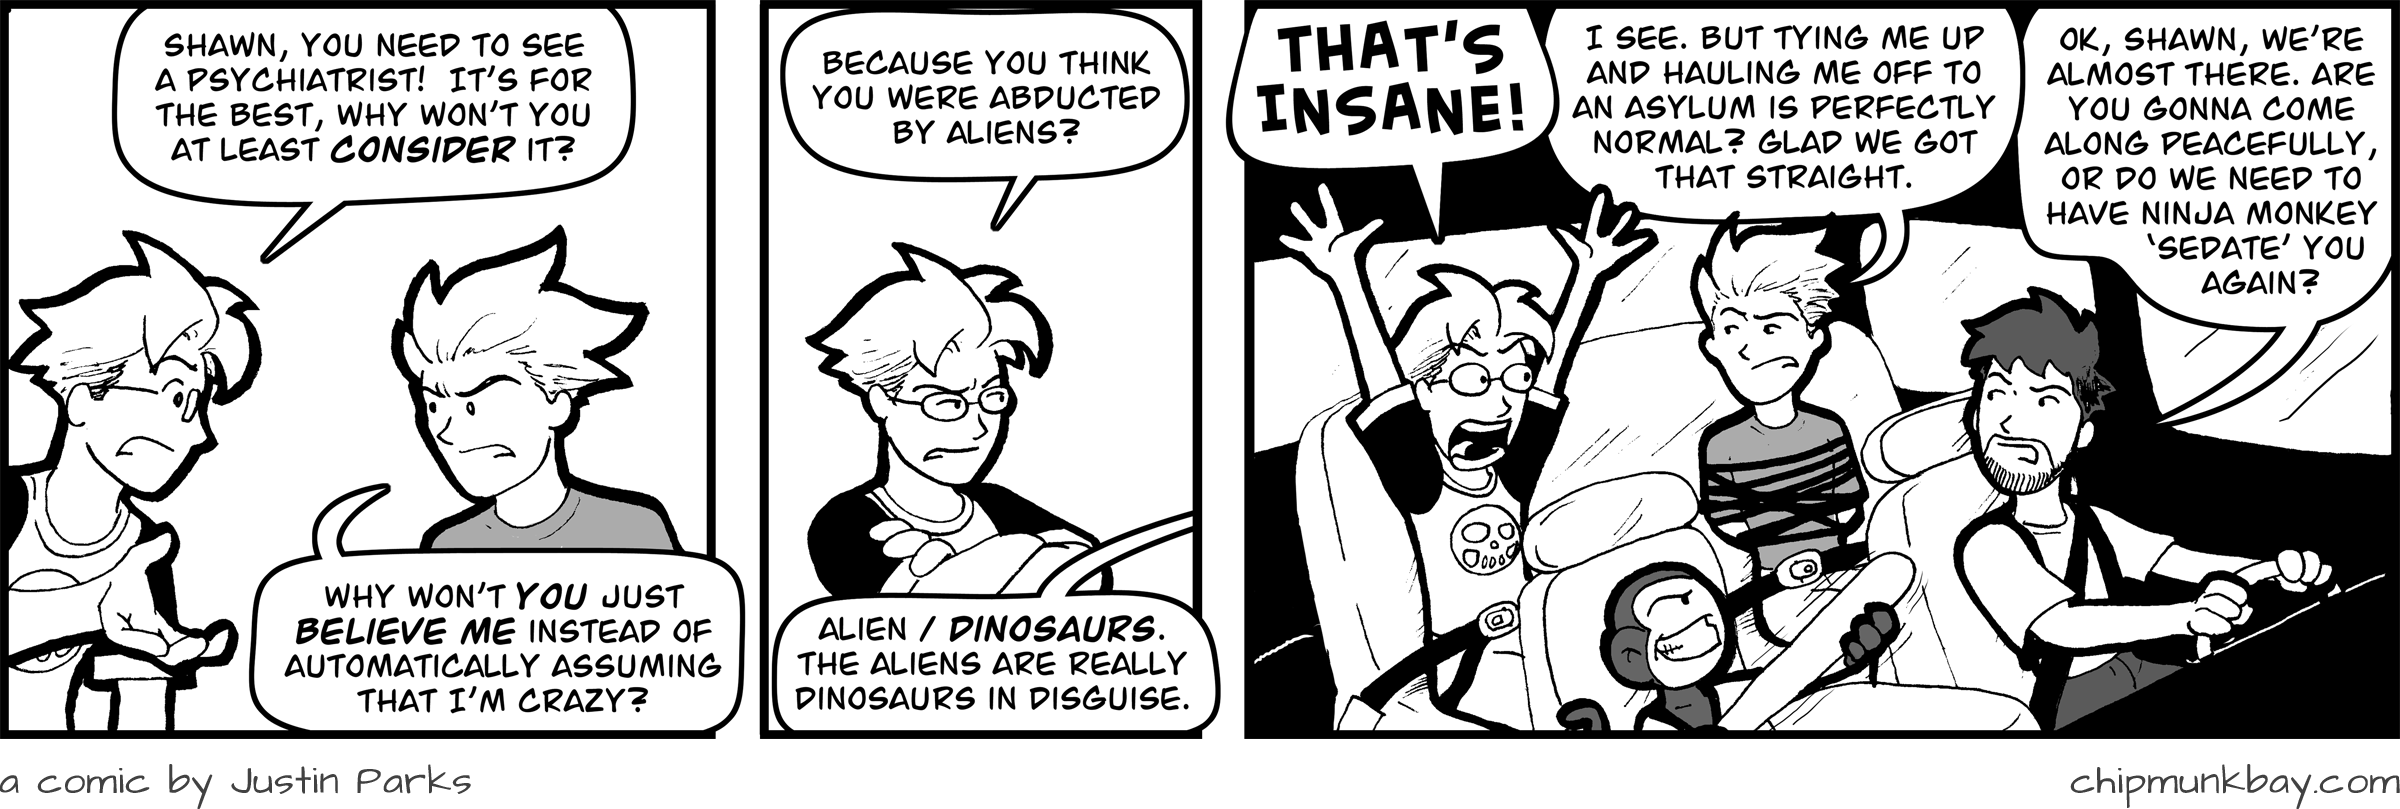 SHAWN, YOU NEED TO SEE
A PSYCHIATRIST! IT'S FOR
THE BEST, WHY WON'T YOU
AT LEAST CONSIDER IT?
WHY WON'T YOU JUST
BELIEVE ME INSTEAD OF
AUTOMATICALLY ASSUMING
THAT I'M CRAZY?
BECAUSE YOU THINK
YOU WERE ABDUCTED
BY ALIENS?
ALIEN / DINOSAURS.
THE ALIENS ARE REALLY
DINOSAURS IN DISGUISE.
THAT'S
INSANE!
I SEE. BUT TYING ME UP
AND HAULING ME OFF TO
AN ASYLUM IS PERFECTLY
NORMAL? GLAD WE GOT
THAT STRAIGHT.
OK, SHAWN, WE'RE
ALMOST THERE. ARE
YOU GONNA COME
ALONG PEACEFULLY,
OR DO WE NEED TO
HAVE NINJA MONKEY
'SEDATE' YOU
AGAIN?
a comic by Justin Parks
chipmunkbay.com